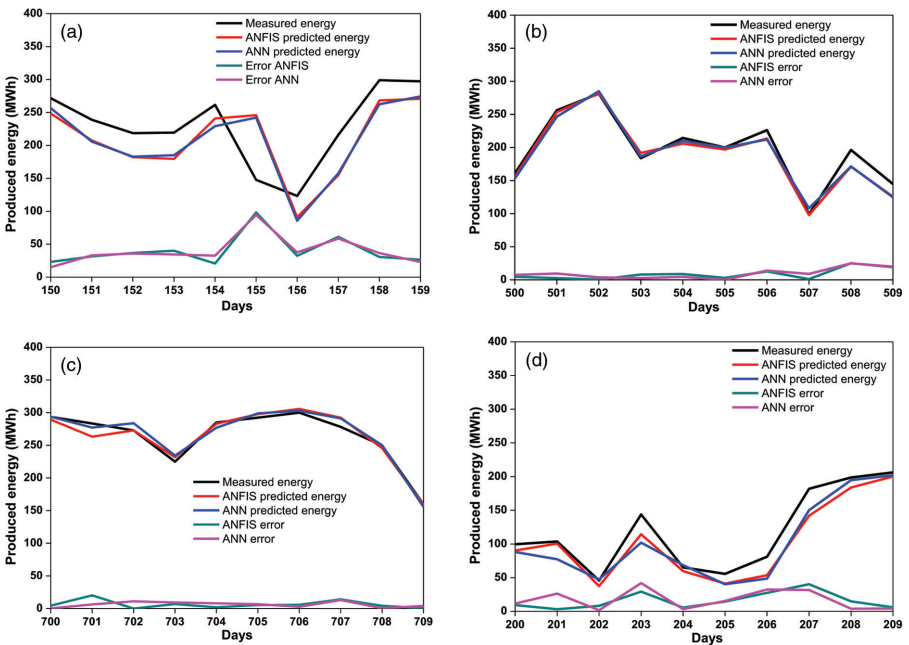 (a)
Measured energy
ANFIS predicted energy
ANN predicted energy
Error ANFIS
Error ANN
Produced energy (MWh)
400
350
300
250
200
150
100
50
0
150 151 152 153 154 155 156 157 158 159
Days
(b)
Measured energy
ANFIS predicted energy
ANN predicted energy
ANFIS error
ANN error
Produced energy (MWh)
400
350
300
250
200
150
100
50
0
500 501 502 503 504 505 506 507 508 509
Days
(c)
Measured energy
ANFIS predicted energy
ANN predicted energy
ANFIS error
ANN error
Produced energy (MWh)
400
350
300
250
200
150
100
50
0
700 701 702 703 704 705 706 707 708 709
Days
(d)
Measured energy
ANFIS predicted energy
ANN predicted energy
ANFIS error
ANN error
Produced energy (MWh)
400
350
300
250
200
150
100
50
0
200 201 202 203 204 205 206 207 208 209
Days